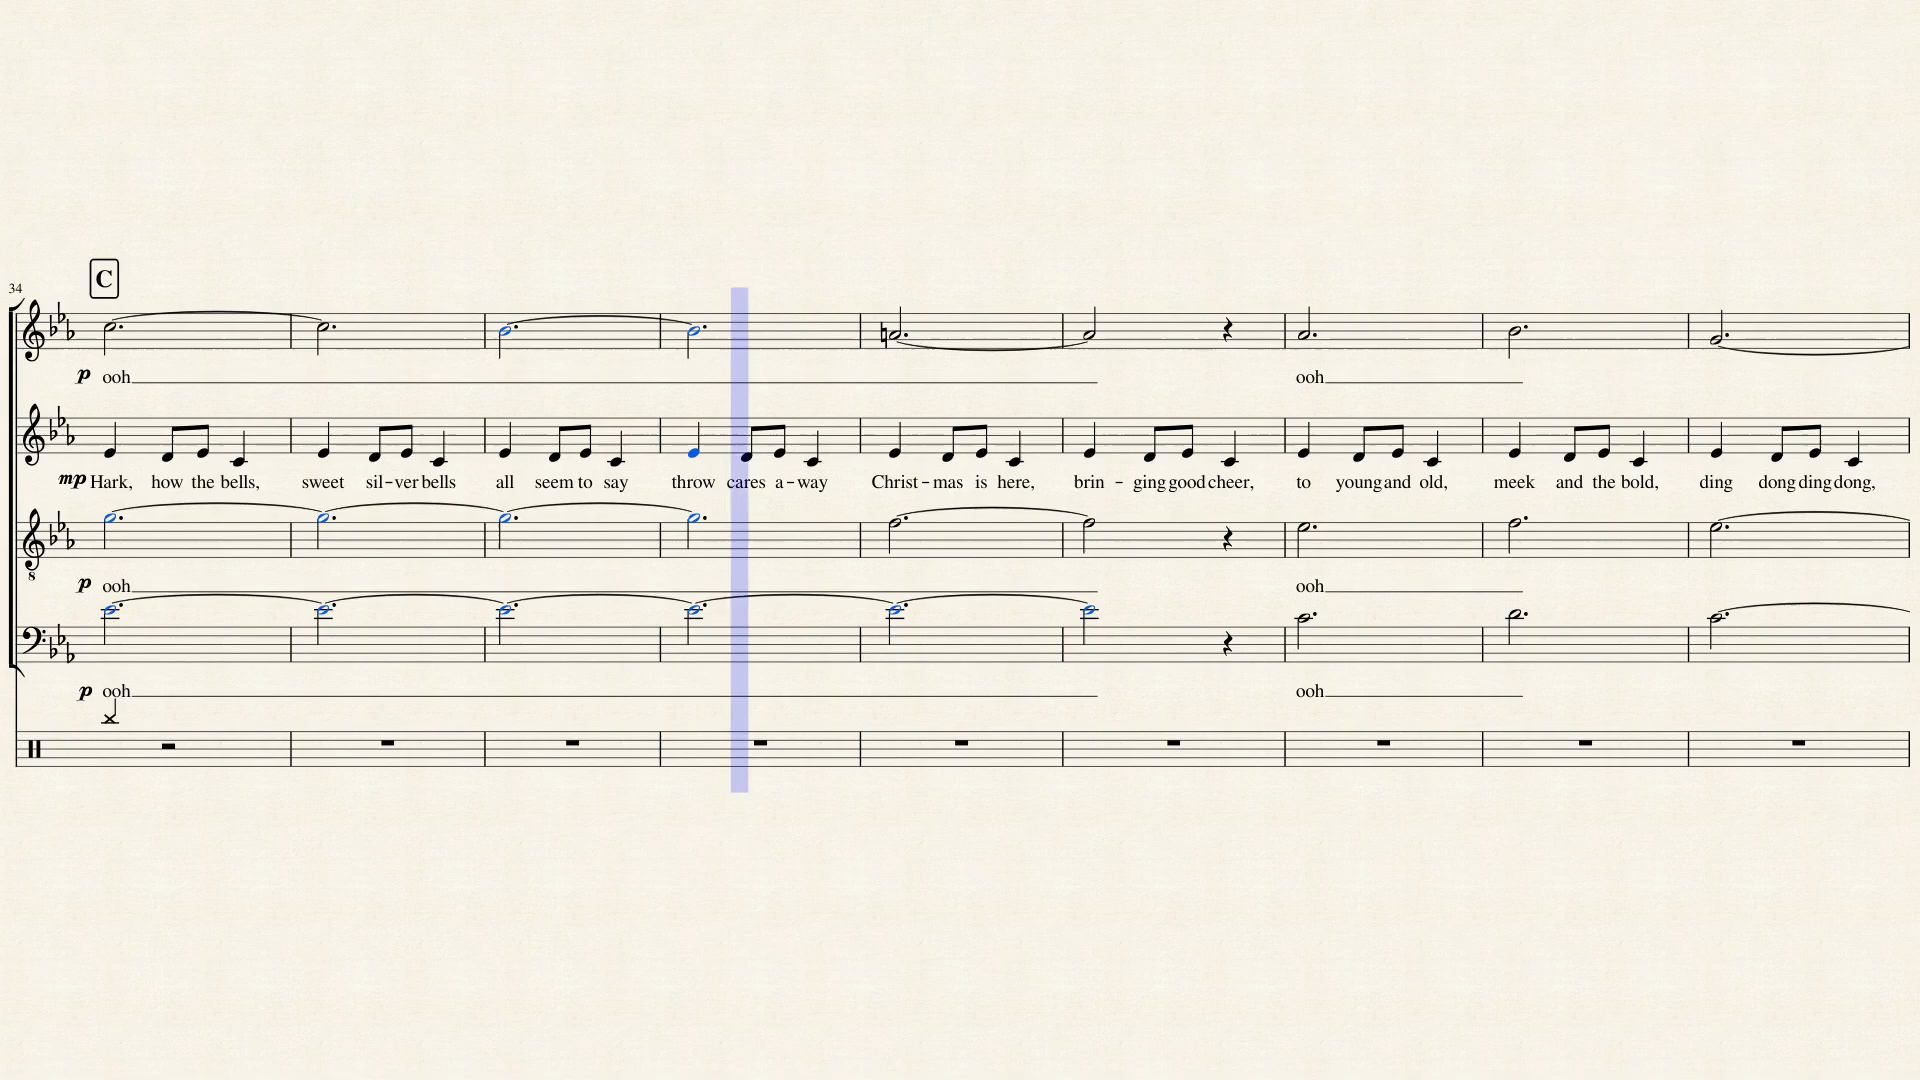 C
34
p ooh ooh
mp Hark, how the bells, sweet sil-ver bells all seem to say throw cares a-way Christ-mas is here, brin-ging good cheer, to young and old, meek and the bold, ding dong ding dong,
8
p ooh ooh
p ooh ooh